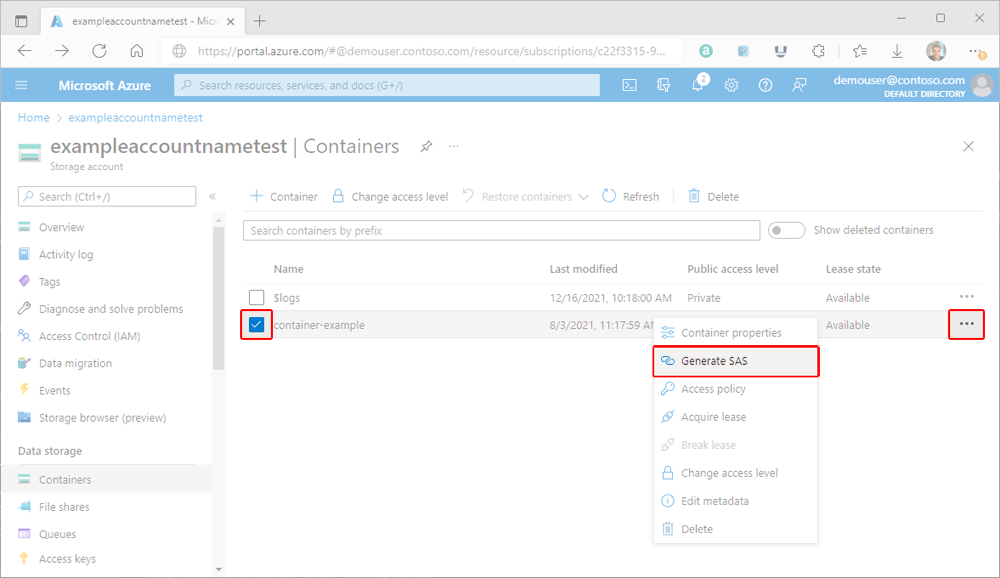 exampleaccountnametest - Micr
https://portal.azure.com/#@demouser.contoso.com/resource/subscriptions/c22f3315-9...
Microsoft Azure
Search resources, services, and docs (G+/)
2
demouser@contoso.com
DEFAULT DIRECTORY
Home > exampleaccountnametest
exampleaccountnametest | Containers
Storage account
Search (Ctrl+/)
Overview
Activity log
Tags
Diagnose and solve problems
Access Control (IAM)
Data migration
Events
Storage browser (preview)
Data storage
Containers
File shares
Queues
Access keys
Container Change access level Restore containers Refresh Delete
Search containers by prefix
Show deleted containers
Name Last modified Public access level Lease state
$logs 12/16/2021, 10:18:00 AM Private Available
container-example 8/3/2021, 11:17:59 AM Available
Container properties
Generate SAS
Access policy
Acquire lease
Break lease
Change access level
Edit metadata
Delete